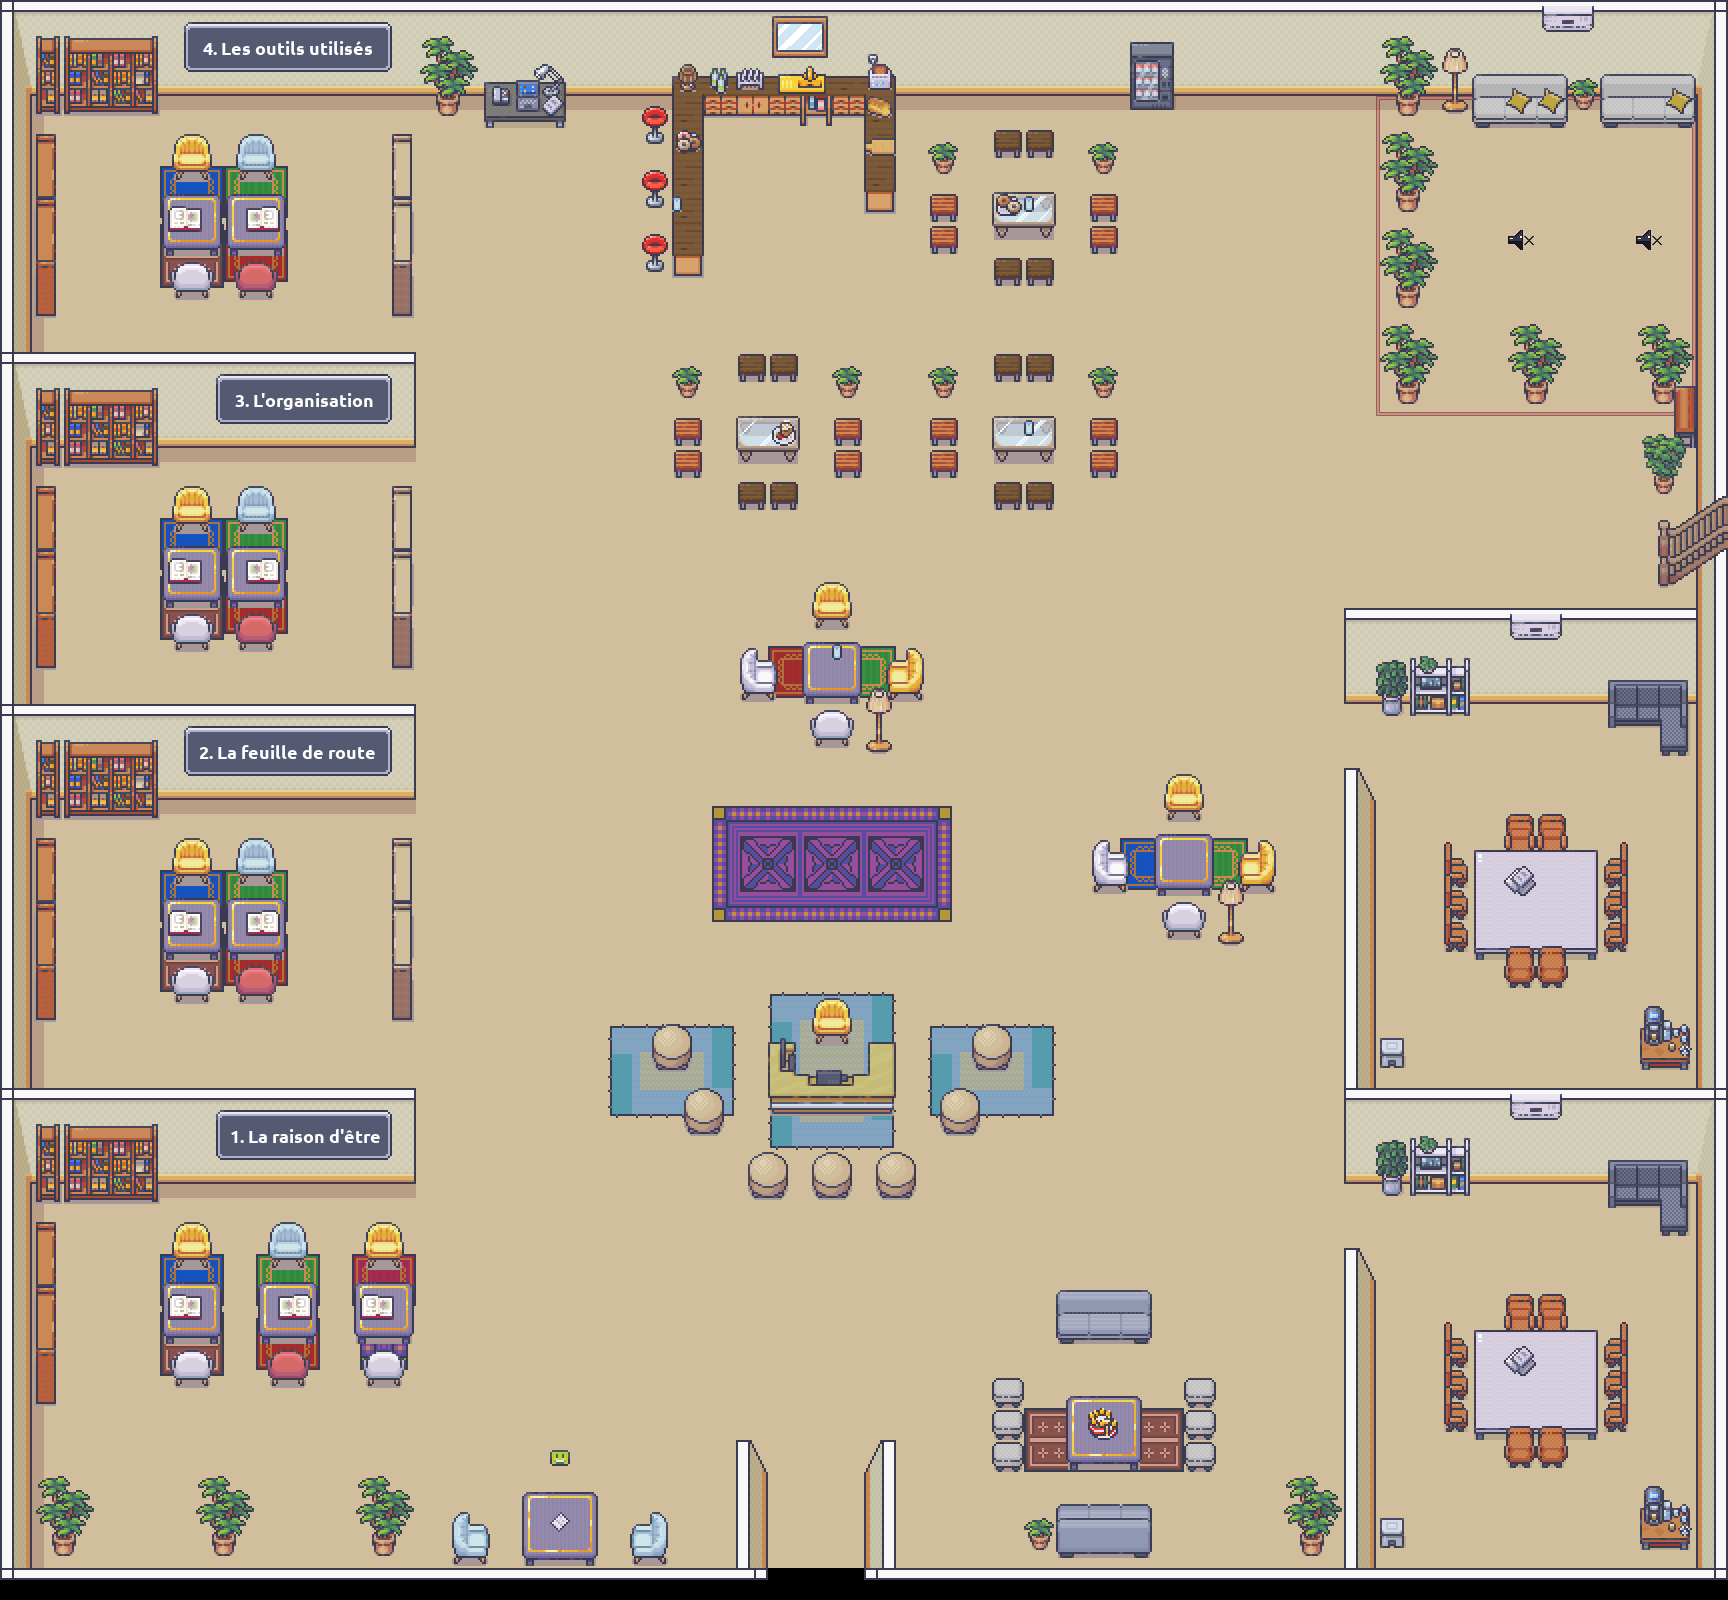 4. Les outils utilisés
3. L'organisation
2. La feuille de route
1. La raison d'être